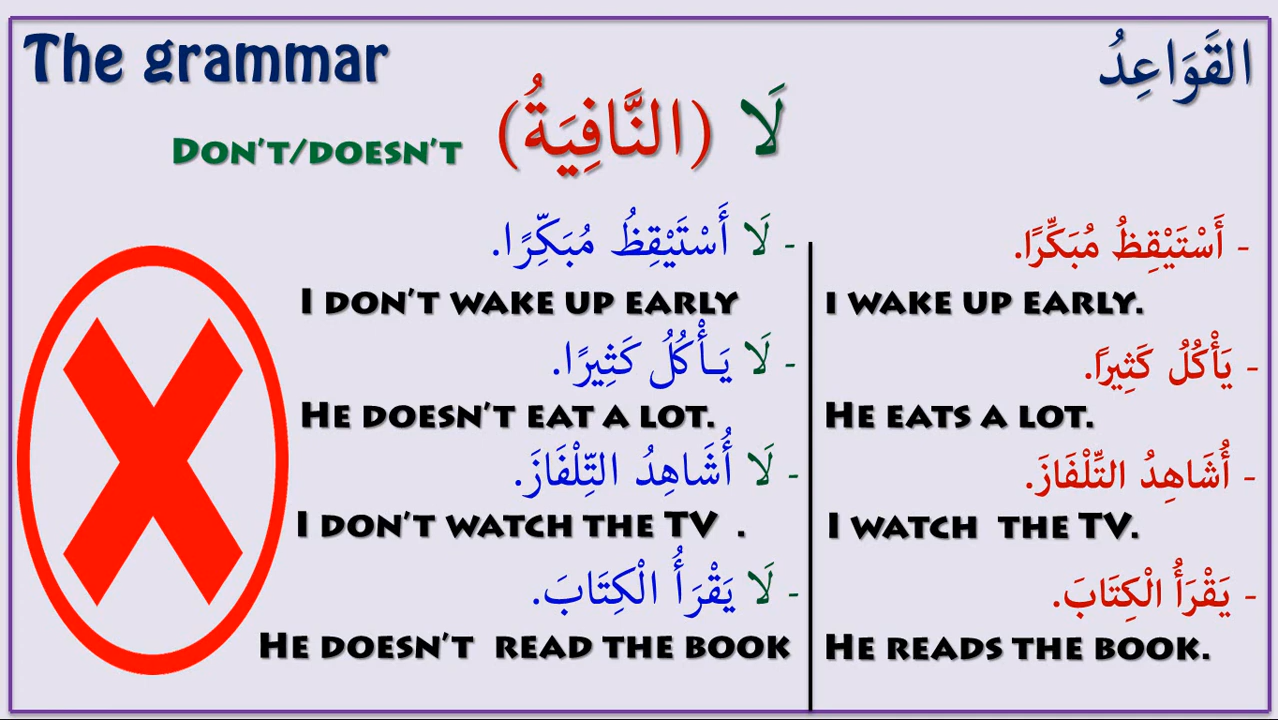 The grammar
القَوَاعِدُ
لَا (النَّافِيَةُ)
Don't/doesn't
- أَسْتَيْقِظُ مُبَكِّرًا.
- لَا أَسْتَيْقِظُ مُبَكِّرًا.
I wake up early.
I don't wake up early
- يَأْكُلُ كَثِيرًا.
- لَا يَـأْكُلُ كَثِيرًا.
He eats a lot.
He doesn't eat a lot.
- أُشَاهِدُ التِّلْفَازَ.
- لَا أُشَاهِدُ التِّلْفَازَ.
I watch the TV.
I don't watch the TV .
- يَقْرَأُ الْكِتَابَ.
- لَا يَقْرَأُ الْكِتَابَ.
He reads the book.
He doesn't read the book